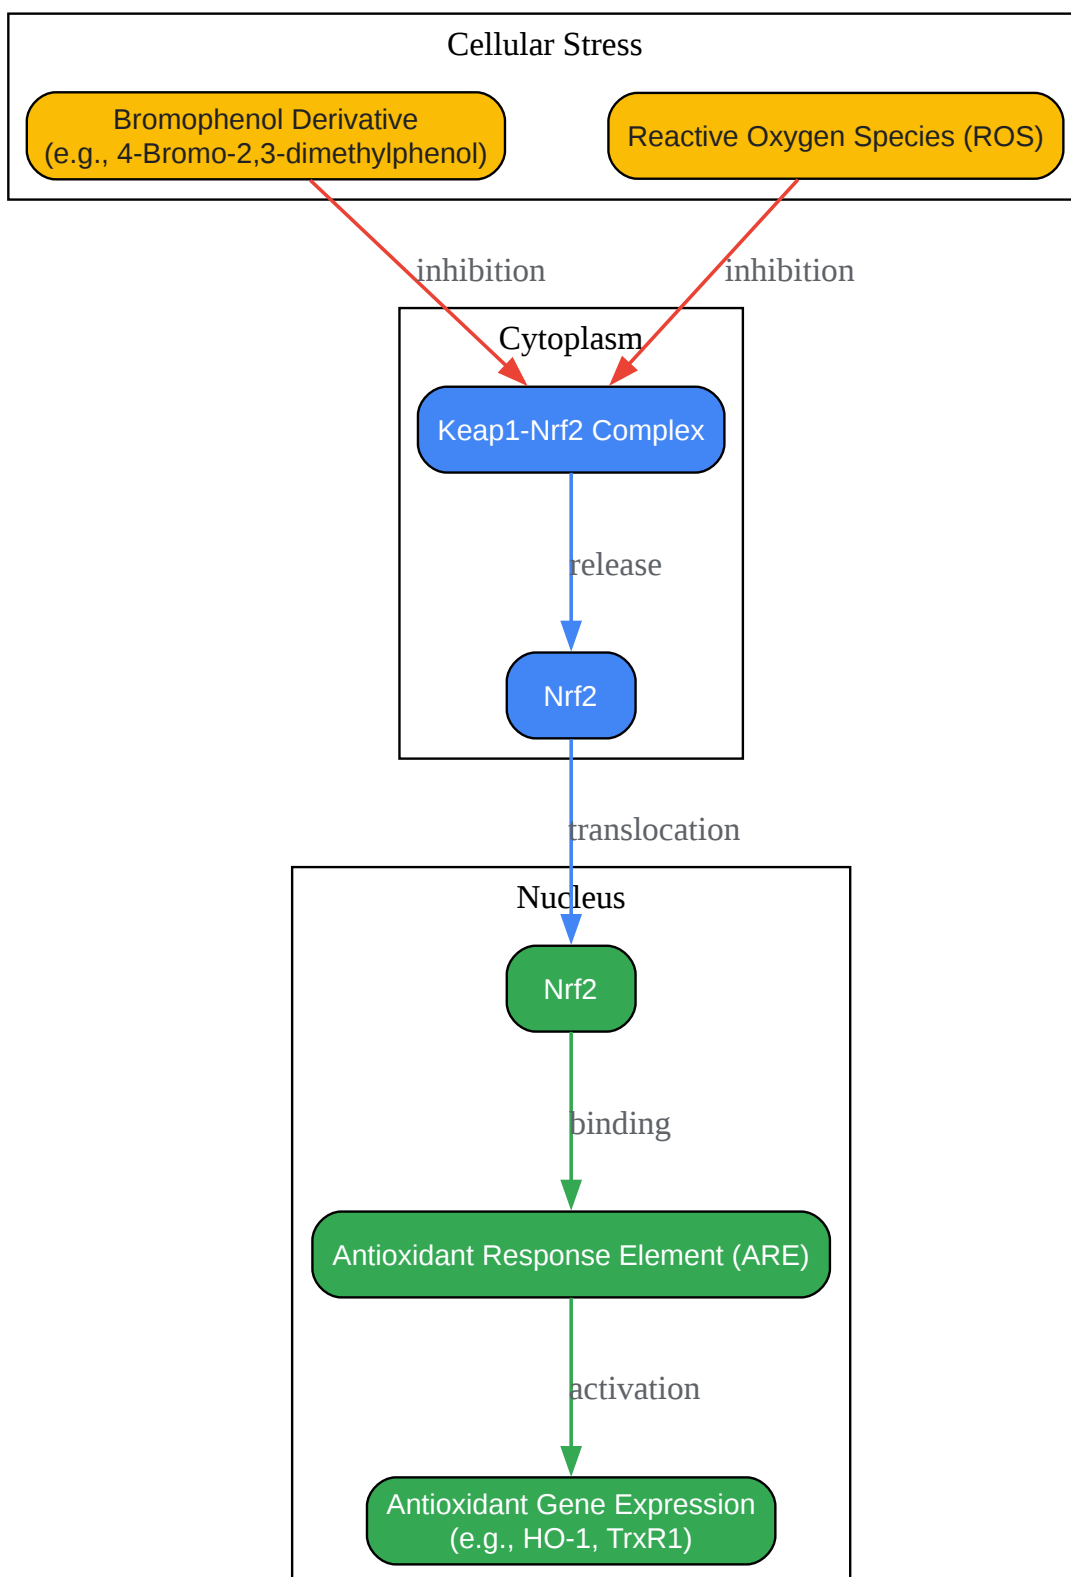 Cellular Stress
Bromophenol Derivative
(e.g., 4-Bromo-2,3-dimethylphenol)
Reactive Oxygen Species (ROS)
inhibition
inhibition
Cytoplasm
Keap1-Nrf2 Complex
release
Nrf2
translocation
Nucleus
Nrf2
binding
Antioxidant Response Element (ARE)
activation
Antioxidant Gene Expression
(e.g., HO-1, TrxR1)